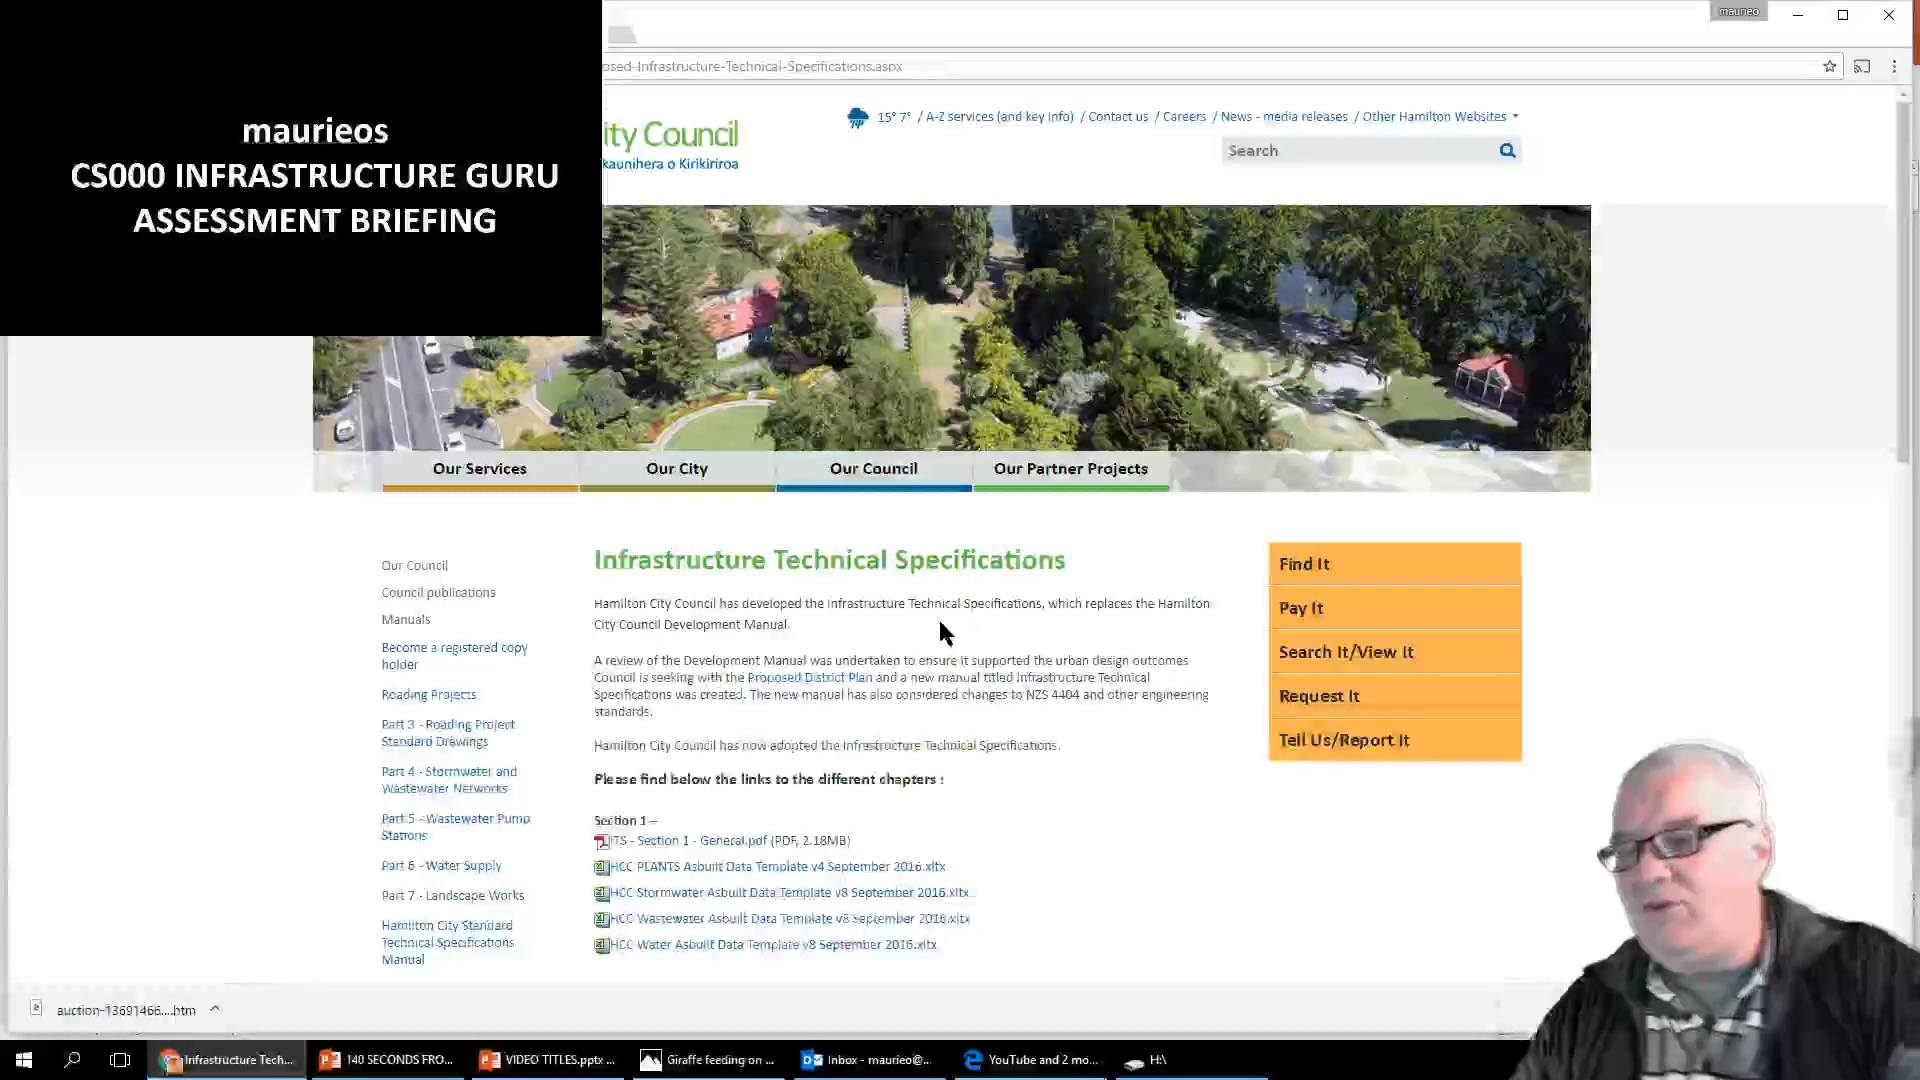 maurieos
CS000 INFRASTRUCTURE GURU
ASSESSMENT BRIEFING
maurieo
osed-Infrastructure-Technical-Specifications.aspx
ity Council
kaunihera o Kirikiriroa
15° 7° / A-Z services (and key info) / Contact us / Careers / News - media releases / Other Hamilton Websites
Search
Our Services
Our City
Our Council
Our Partner Projects
Our Council
Council publications
Manuals
Become a registered copy
holder
Roading Projects
Part 3 - Roading Project
Standard Drawings
Part 4 - Stormwater and
Wastewater Networks
Part 5 - Wastewater Pump
Stations
Part 6 - Water Supply
Part 7 - Landscape Works
Hamilton City Standard
Technical Specifications
Manual
Infrastructure Technical Specifications
Hamilton City Council has developed the Infrastructure Technical Specifications, which replaces the Hamilton
City Council Development Manual.
A review of the Development Manual was undertaken to ensure it supported the urban design outcomes
Council is seeking with the Proposed District Plan and a new manual titled Infrastructure Technical
Specifications was created. The new manual has also considered changes to NZS 4404 and other engineering
standards.
Hamilton City Council has now adopted the Infrastructure Technical Specifications.
Please find below the links to the different chapters :
Section 1 –
ITS - Section 1 - General.pdf (PDF, 2.18MB)
HCC PLANTS Asbuilt Data Template v4 September 2016.xltx
HCC Stormwater Asbuilt Data Template v8 September 2016.xltx
HCC Wastewater Asbuilt Data Template v8 September 2016.xltx
HCC Water Asbuilt Data Template v8 September 2016.xltx
Find It
Pay It
Search It/View It
Request It
Tell Us/Report It
auction-13691466....htm
Infrastructure Tech...
140 SECONDS FRO...
VIDEO TITLES.pptx ...
Giraffe feeding on ...
Inbox - maurieo@...
YouTube and 2 mo...
H:\